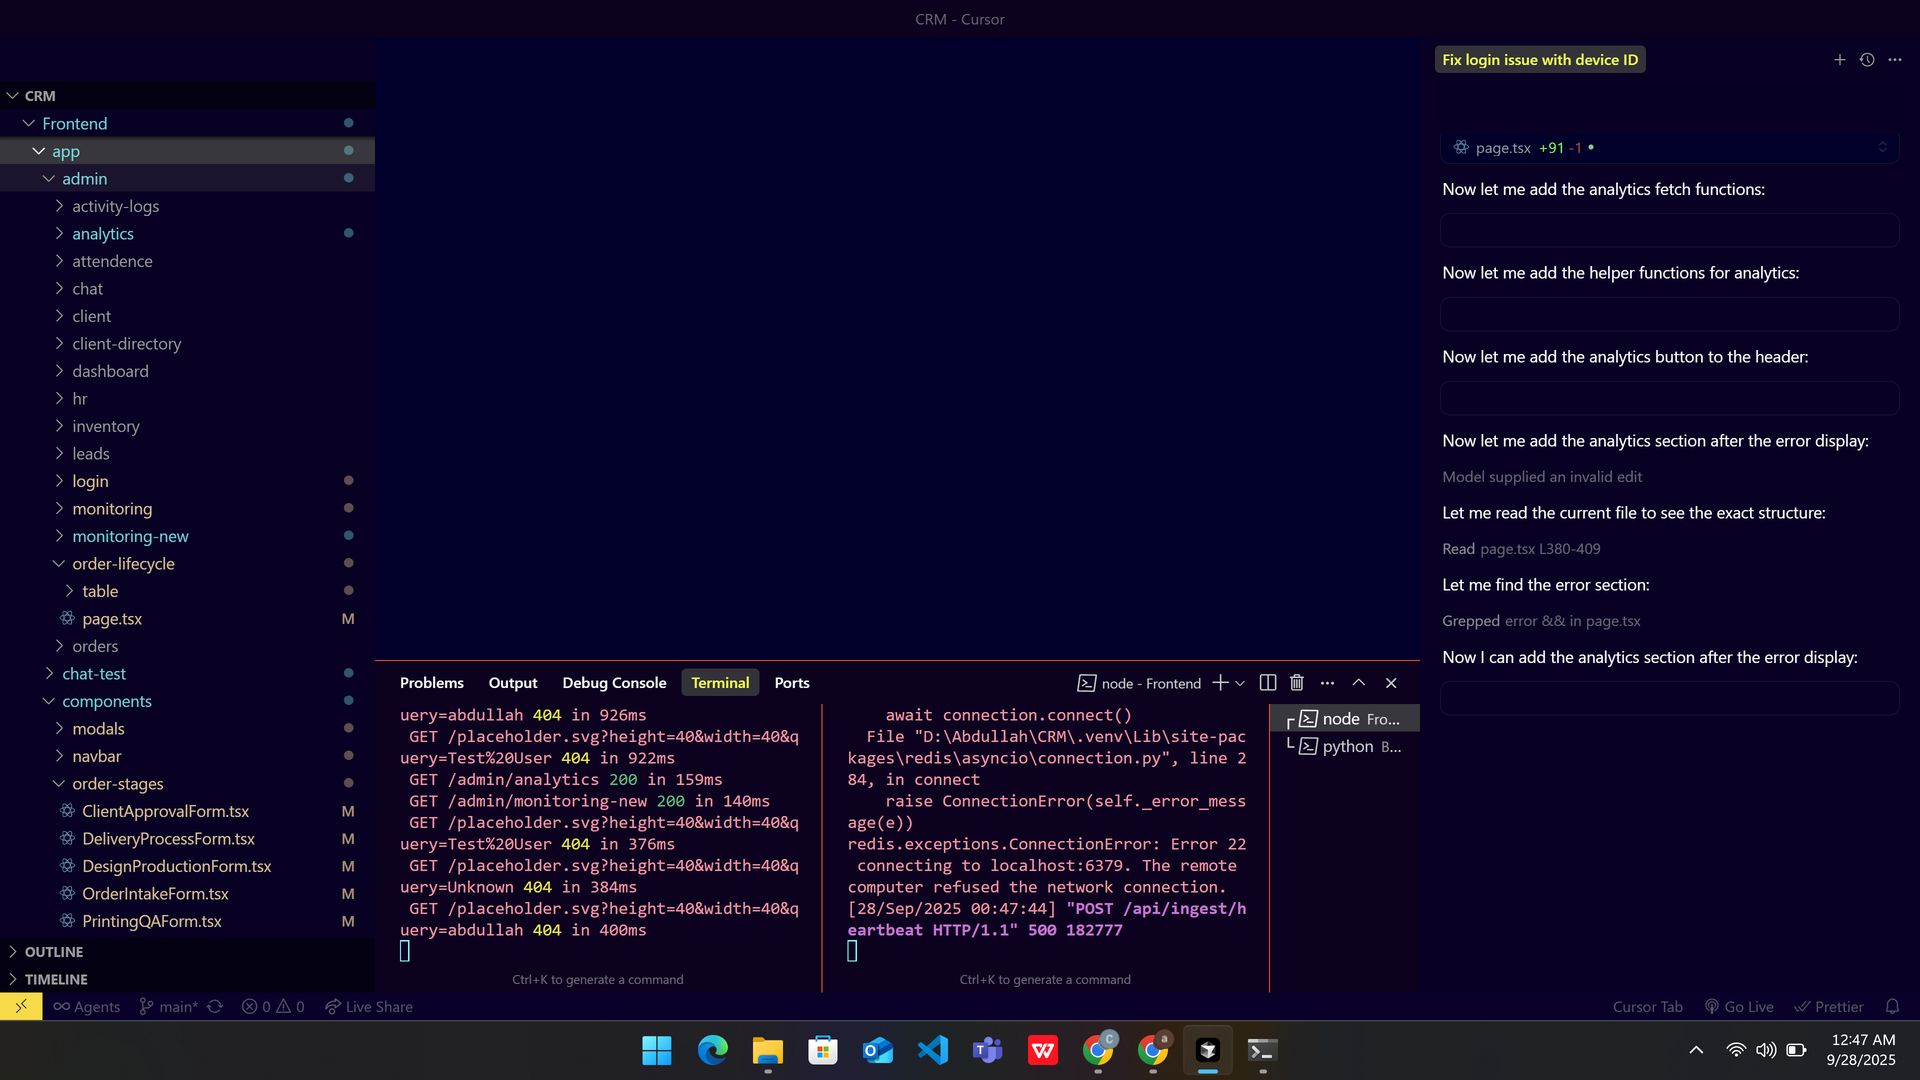 CRM - Cursor
CRM
Frontend
app
admin
activity-logs
analytics
attendence
chat
client
client-directory
dashboard
hr
inventory
leads
login
monitoring
monitoring-new
order-lifecycle
table
page.tsx M
orders
chat-test
components
modals
navbar
order-stages
ClientApprovalForm.tsx M
DeliveryProcessForm.tsx M
DesignProductionForm.tsx M
OrderIntakeForm.tsx M
PrintingQAForm.tsx M
OUTLINE
TIMELINE
Problems Output Debug Console Terminal Ports
node - Frontend
uery=abdullah 404 in 926ms
GET /placeholder.svg?height=40&width=40&q
uery=Test%20User 404 in 922ms
GET /admin/analytics 200 in 159ms
GET /admin/monitoring-new 200 in 140ms
GET /placeholder.svg?height=40&width=40&q
uery=Test%20User 404 in 376ms
GET /placeholder.svg?height=40&width=40&q
uery=Unknown 404 in 384ms
GET /placeholder.svg?height=40&width=40&q
uery=abdullah 404 in 400ms
Ctrl+K to generate a command
await connection.connect()
File "D:\Abdullah\CRM\.venv\Lib\site-pac
kages\redis\asyncio\connection.py", line 2
84, in connect
raise ConnectionError(self._error_mess
age(e))
redis.exceptions.ConnectionError: Error 22
connecting to localhost:6379. The remote
computer refused the network connection.
[28/Sep/2025 00:47:44] "POST /api/ingest/h
eartbeat HTTP/1.1" 500 182777
Ctrl+K to generate a command
node Fro...
python B...
Fix login issue with device ID
page.tsx +91 -1
Now let me add the analytics fetch functions:
Now let me add the helper functions for analytics:
Now let me add the analytics button to the header:
Now let me add the analytics section after the error display:
Model supplied an invalid edit
Let me read the current file to see the exact structure:
Read page.tsx L380-409
Let me find the error section:
Grepped error && in page.tsx
Now I can add the analytics section after the error display:
Agents main* 0 0 Live Share
Cursor Tab Go Live Prettier
12:47 AM
9/28/2025